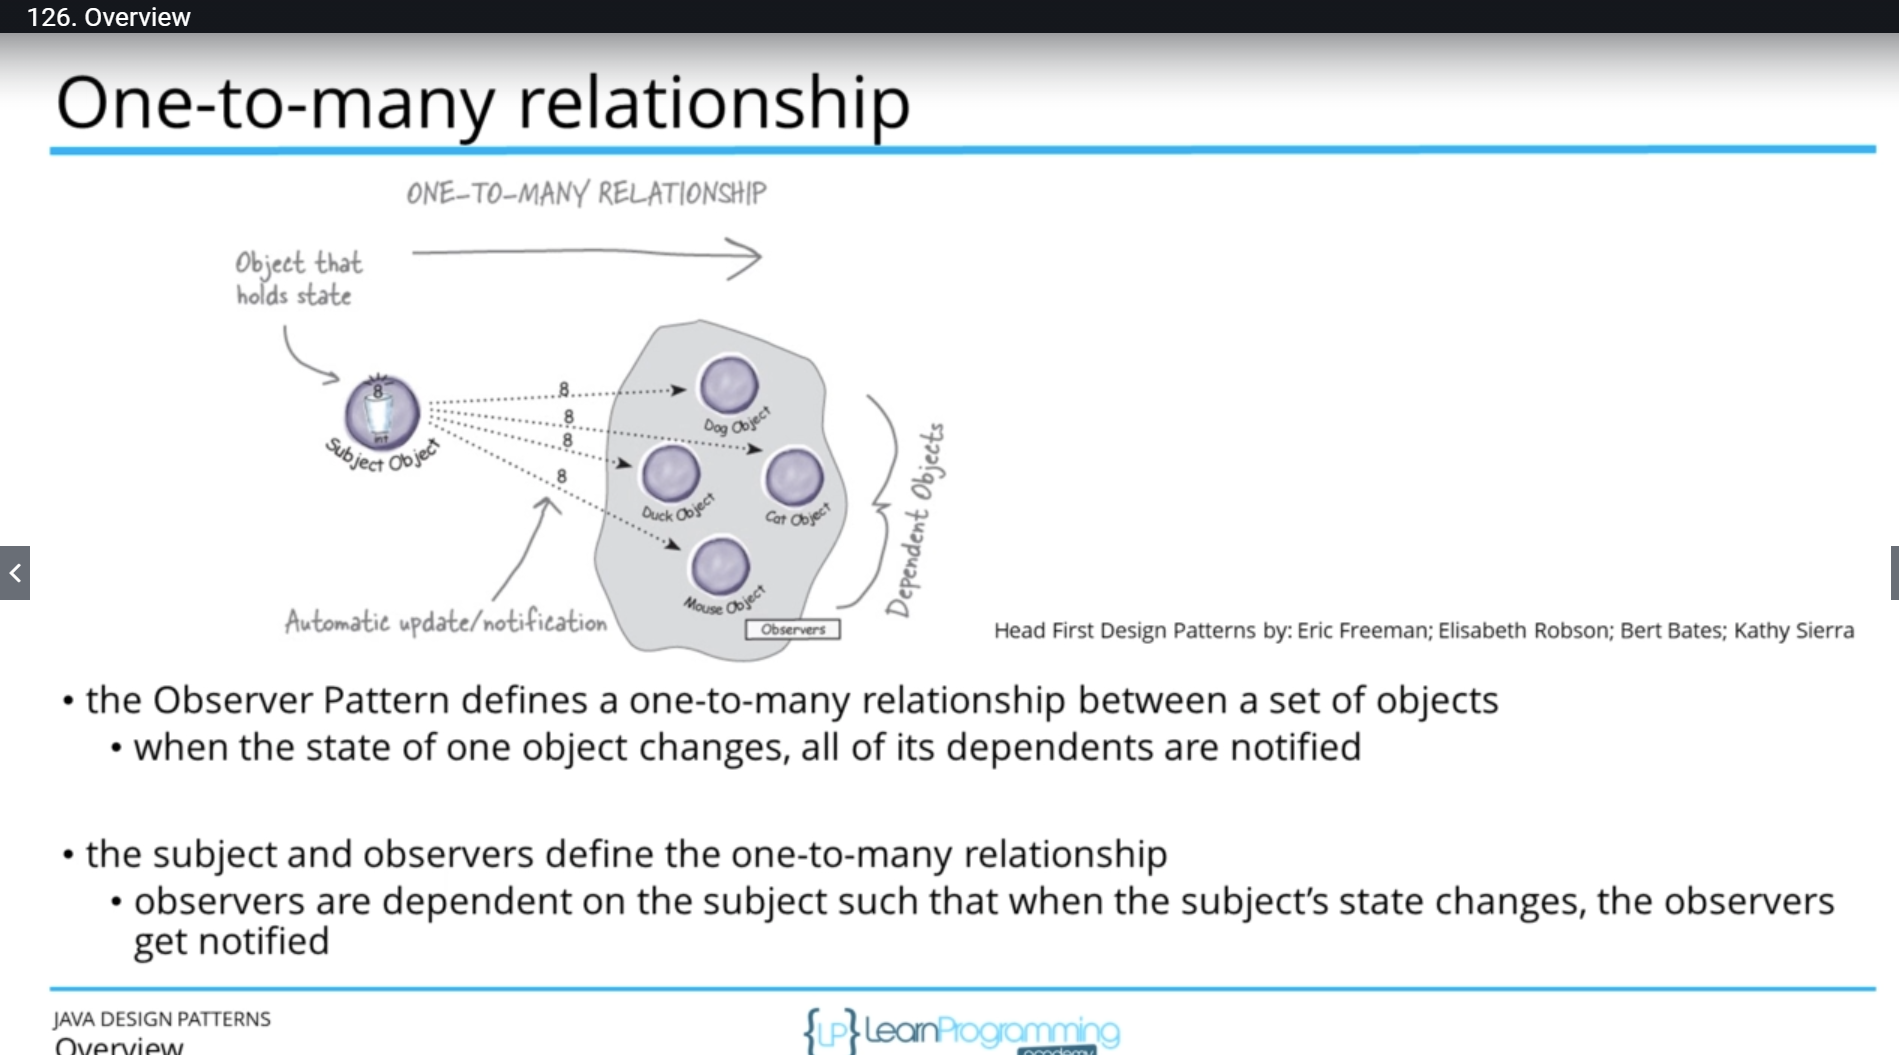 126. Overview
One-to-many relationship
ONE-TO-MANY RELATIONSHIP
Object that
holds state
8
int
Subject Object
8
8
8
8
Dog Object
Duck Object
Cat Object
Mouse Object
Observers
Dependent Objects
Automatic update/notification
Head First Design Patterns by: Eric Freeman; Elisabeth Robson; Bert Bates; Kathy Sierra
• the Observer Pattern defines a one-to-many relationship between a set of objects
• when the state of one object changes, all of its dependents are notified
• the subject and observers define the one-to-many relationship
• observers are dependent on the subject such that when the subject's state changes, the observers
get notified
JAVA DESIGN PATTERNS
Overview
{LP} LearnProgramming
academy